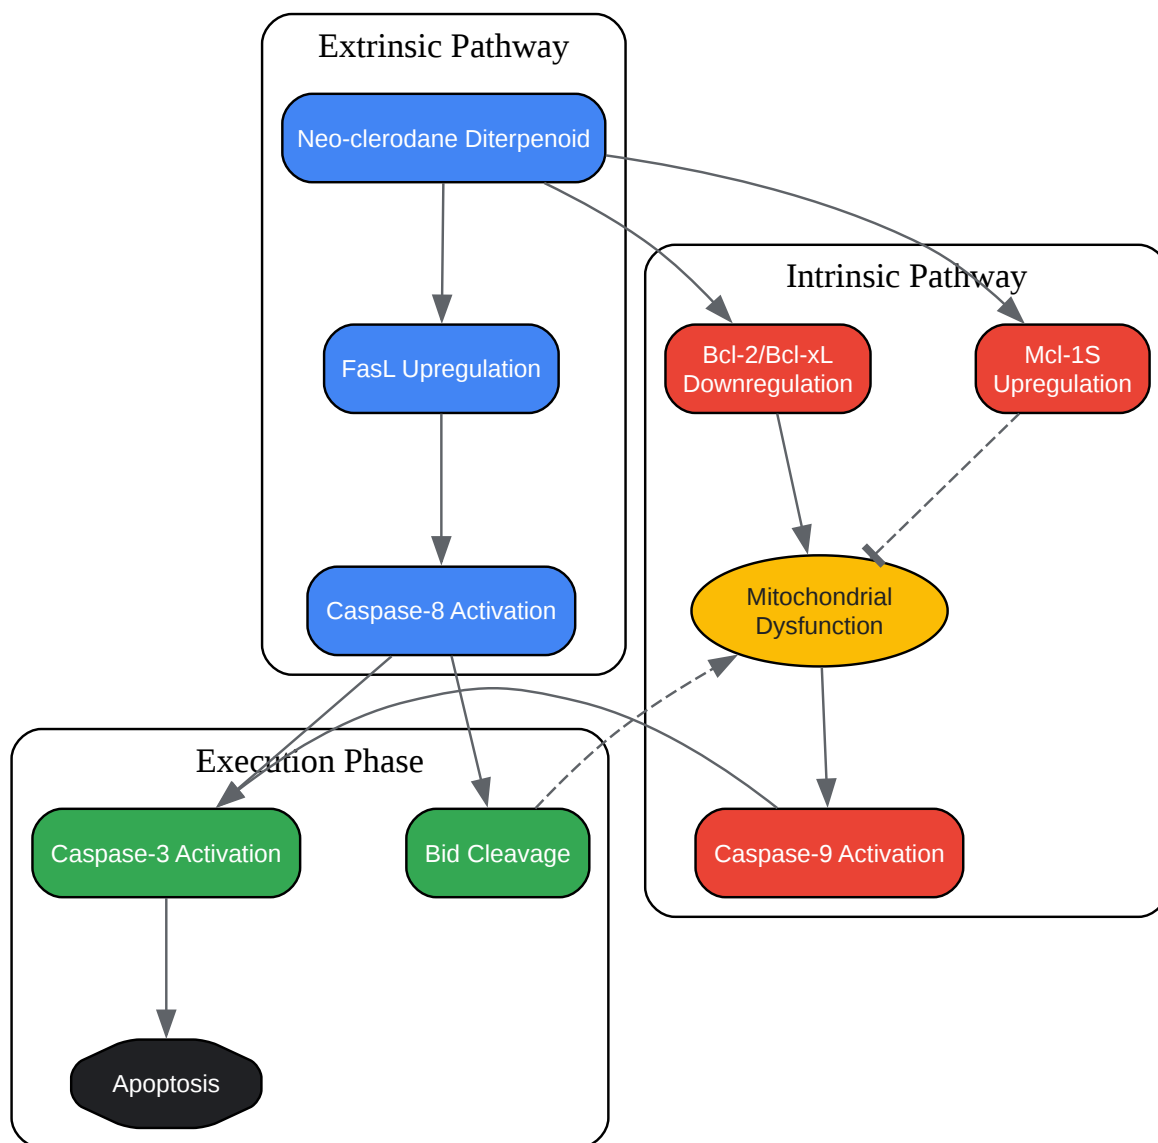 Extrinsic Pathway
Neo-clerodane Diterpenoid
Intrinsic Pathway
FasL Upregulation
Bcl-2/Bcl-xL
Downregulation
Mcl-1S
Upregulation
Caspase-8 Activation
Mitochondrial
Dysfunction
Execution Phase
Caspase-3 Activation
Bid Cleavage
Caspase-9 Activation
Apoptosis